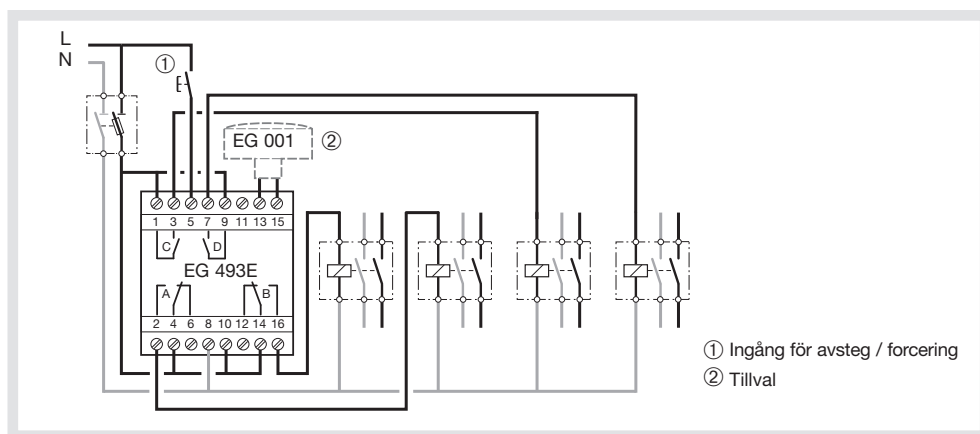 L
N
①
EG 001 ②
1 3 5 7 9 11 13 15
C D
EG 493E
A B
2 4 6 8 10 12 14 16
① Ingång för avsteg / forcering
② Tillval